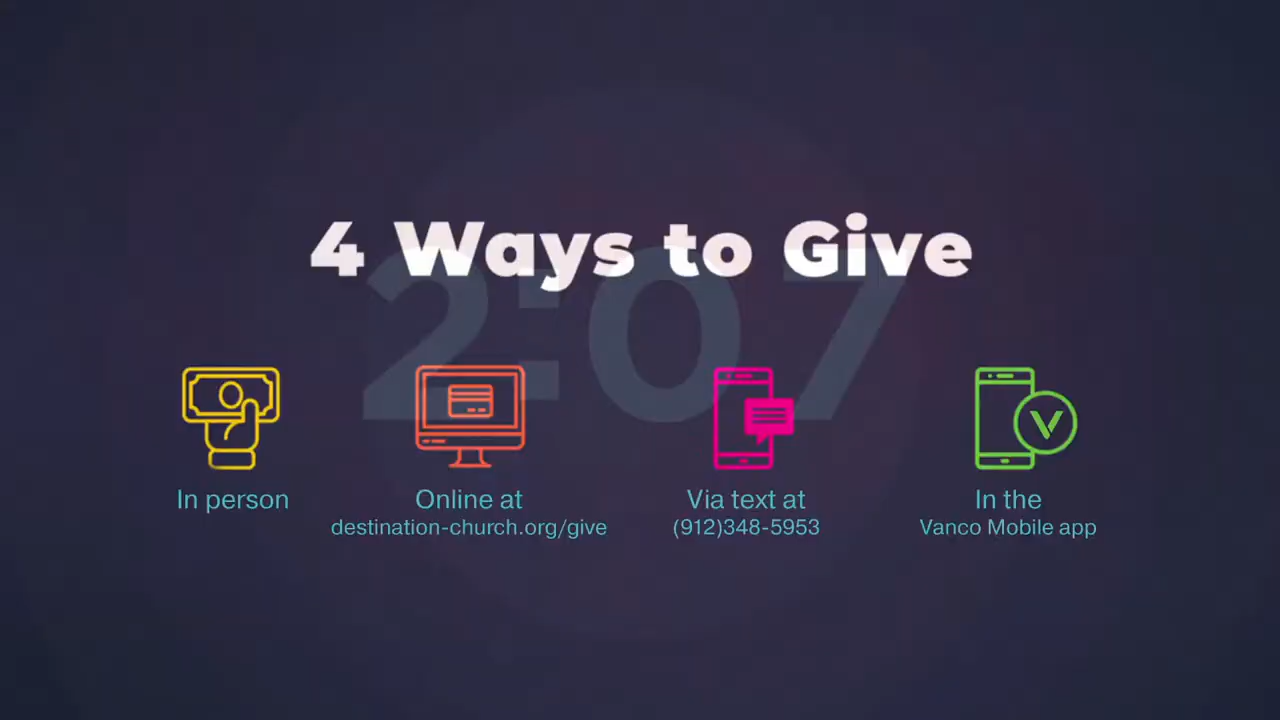 4 Ways to Give
2:07
In person
Online at
destination-church.org/give
Via text at
(912)348-5953
In the
Vanco Mobile app